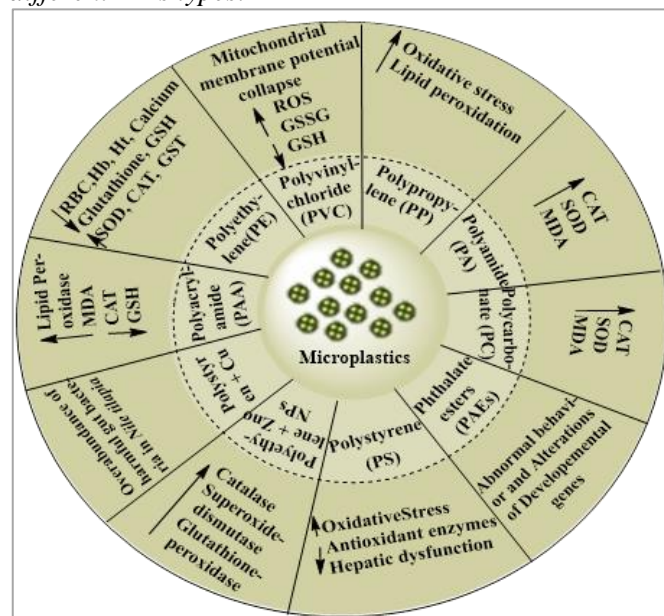 different MPs types.
Mitochondrial
membrane potential
collapse
ROS
GSSG
GSH
Polyvinyl-
chloride
(PVC)
Oxidative stress
Lipid peroxidation
Polypropy-
lene (PP)
CAT
SOD
MDA
Polyamide
(PA)
CAT
SOD
MDA
Polycarbo-
nate (PC)
Abnormal behavi-
or and Alterations
of Developmental
genes
Phthalate
esters
(PAEs)
OxidativeStress
Antioxidant enzymes
Hepatic dysfunction
Polystyrene
(PS)
Catalase
Superoxide-
dismutase
Glutathione-
peroxidase
Polyethy-
lene + Zno
NPs
Overabundance of
harmful gut bacte-
ria in Nile tilapia
Polystyr
en + Cu
Lipid Per-
oxidase
MDA
CAT
GSH
Polyacryl-
amide
(PAA)
RBC,Hb, Ht, Calcium
Glutathione, GSH
SOD, CAT, GST
Polyethy-
lene(PE)
Microplastics